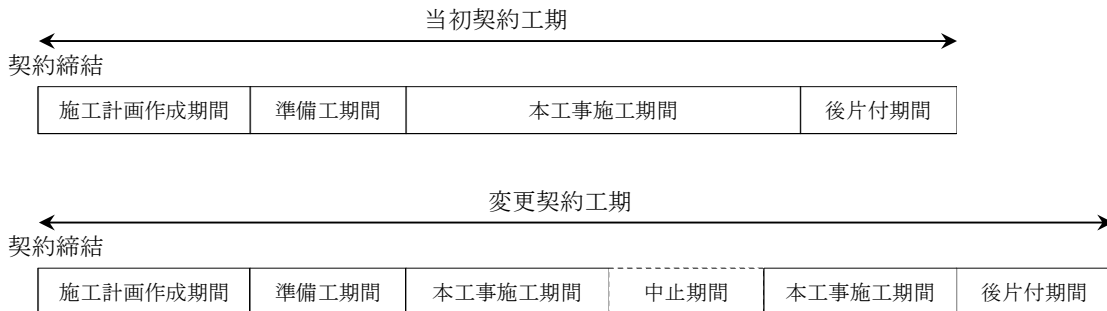 当初契約工期
契約締結
施工計画作成期間 準備工期間 本工事施工期間 後片付期間
変更契約工期
契約締結
施工計画作成期間 準備工期間 本工事施工期間 中止期間 本工事施工期間 後片付期間